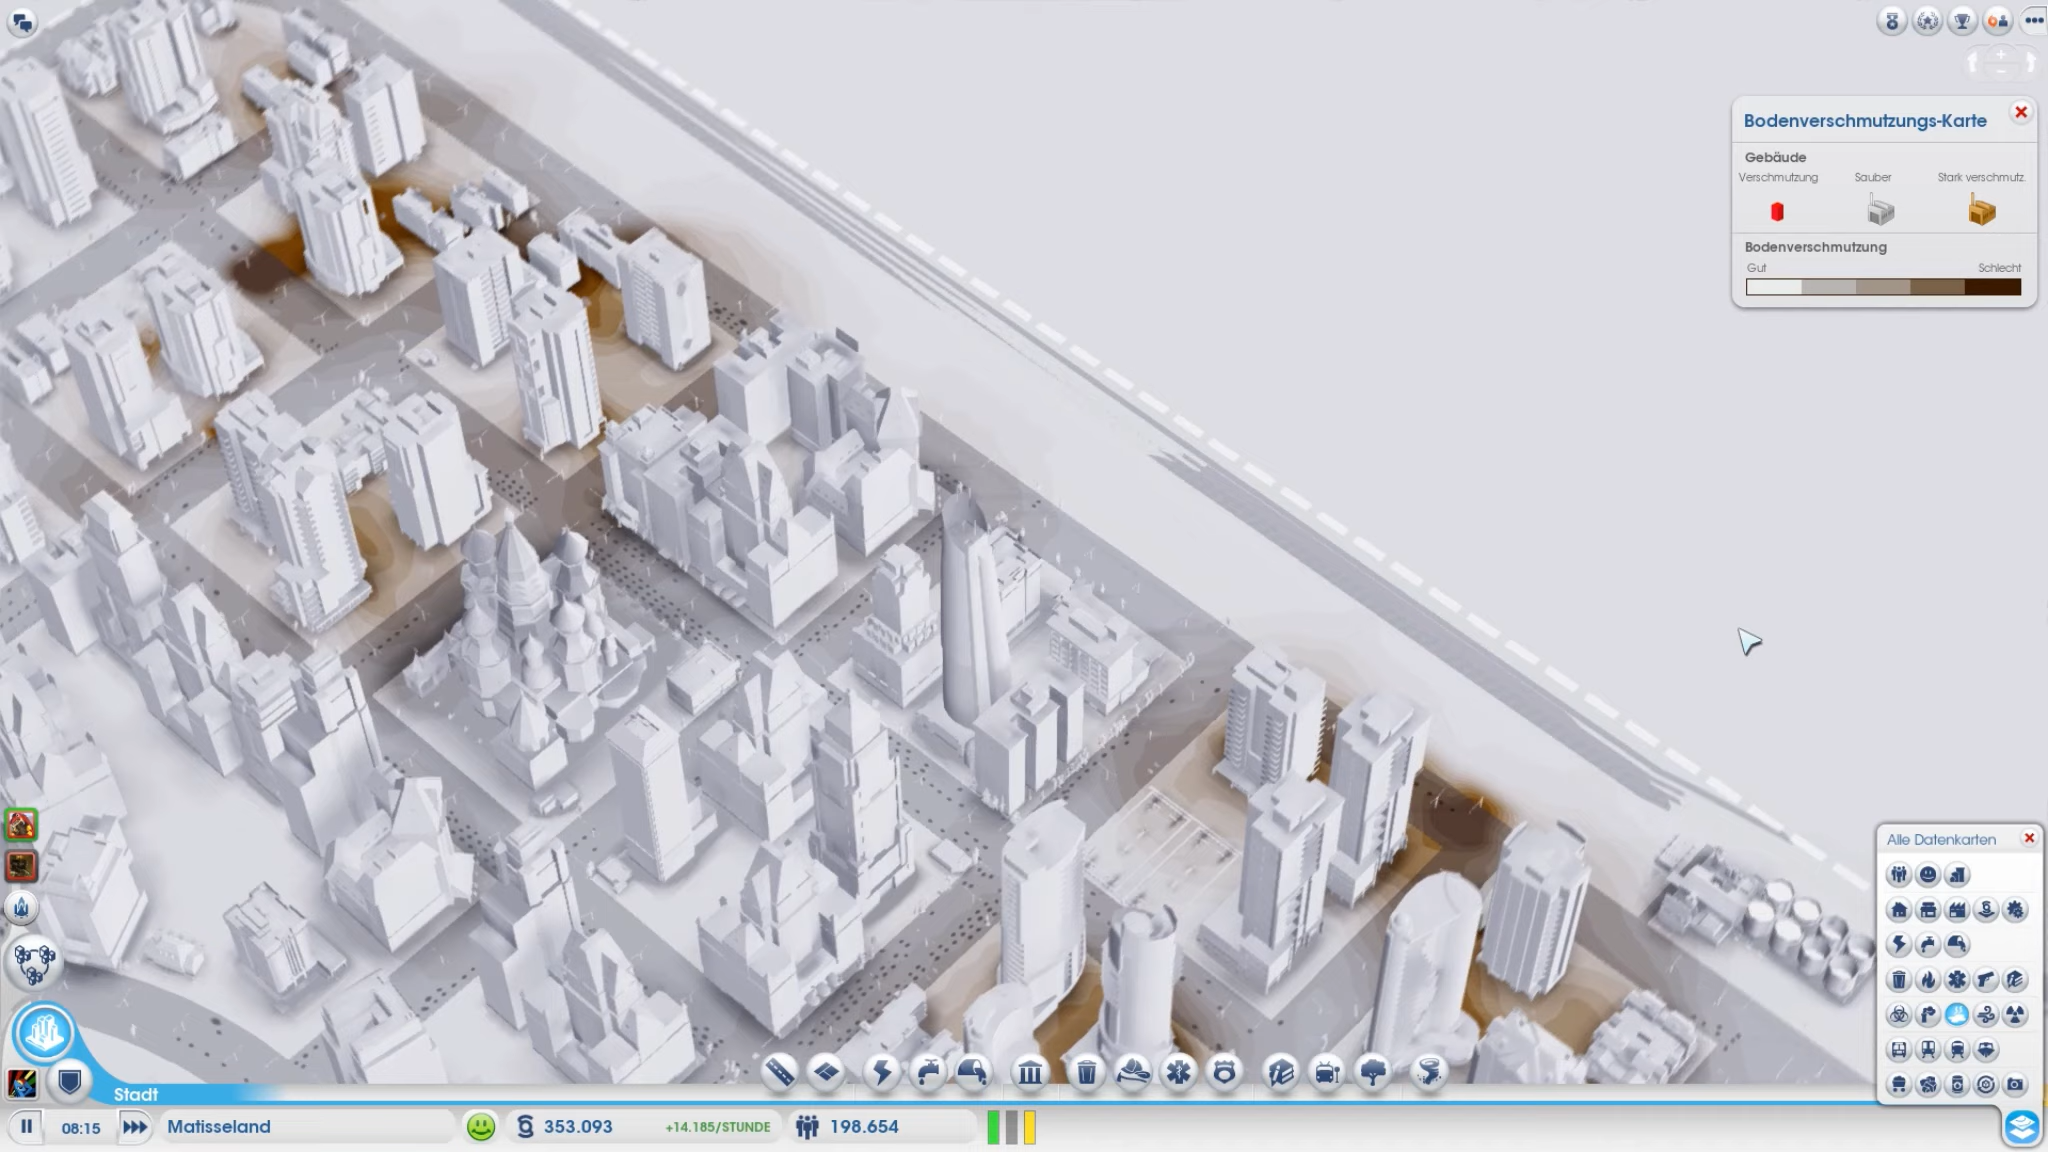 Bodenverschmutzungs-Karte
Gebäude
Verschmutzung Sauber Stark verschmutz.
Bodenverschmutzung
Gut Schlecht
Alle Datenkarten
Stadt
08:15 Matisseland 353.093 +14.185/STUNDE 198.654